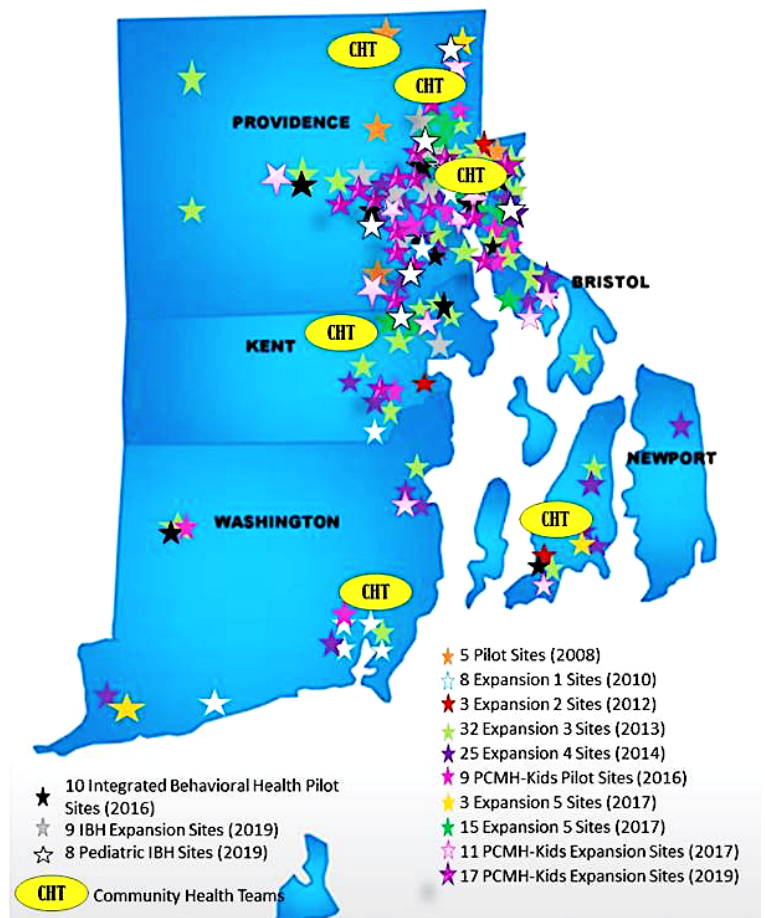 CHT
CHT
PROVIDENCE
CHT
BRISTOL
CHT
KENT
NEWPORT
CHT
WASHINGTON
CHT
5 Pilot Sites (2008)
8 Expansion 1 Sites (2010)
3 Expansion 2 Sites (2012)
32 Expansion 3 Sites (2013)
25 Expansion 4 Sites (2014)
9 PCMH-Kids Pilot Sites (2016)
3 Expansion 5 Sites (2017)
15 Expansion 5 Sites (2017)
11 PCMH-Kids Expansion Sites (2017)
17 PCMH-Kids Expansion Sites (2019)
10 Integrated Behavioral Health Pilot
Sites (2016)
9 IBH Expansion Sites (2019)
8 Pediatric IBH Sites (2019)
CHT Community Health Teams